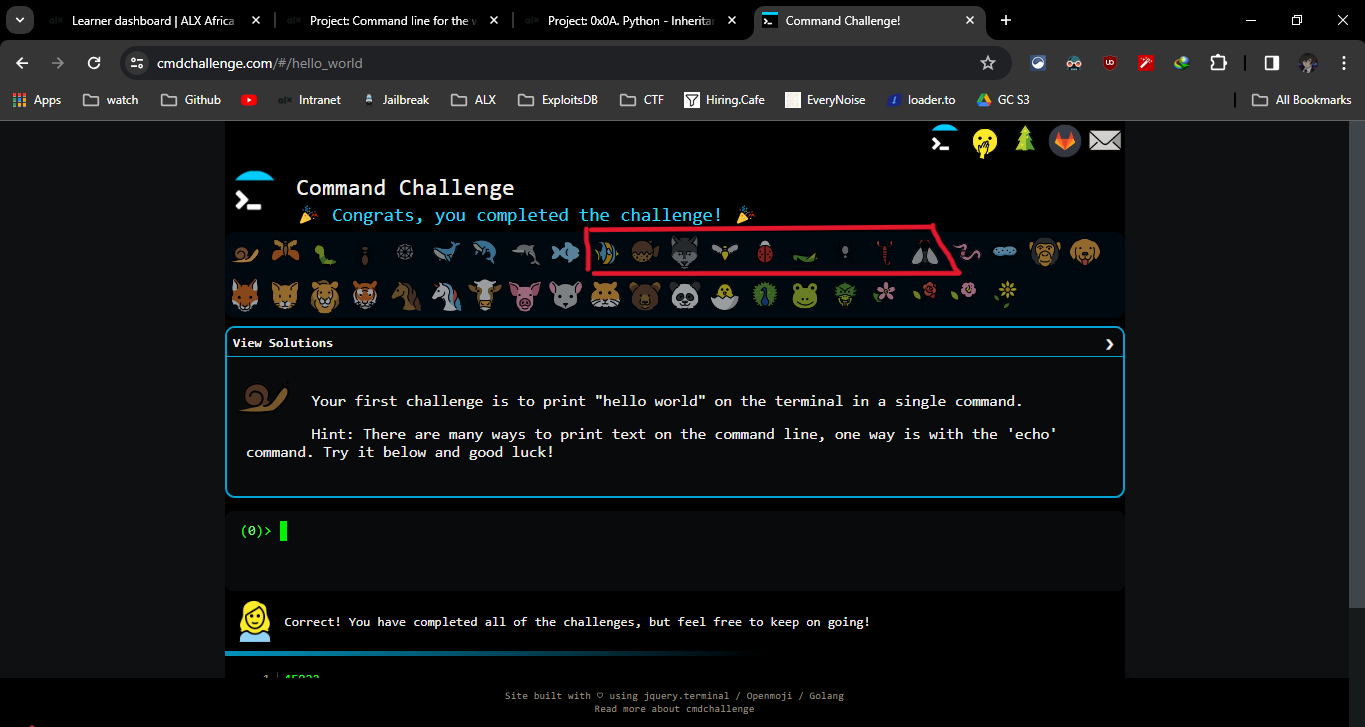 Learner dashboard | ALX Africa
Project: Command line for the
Project: 0x0A. Python - Inherita
Command Challenge!
cmdchallenge.com/#/hello_world
Apps
watch
Github
Intranet
Jailbreak
ALX
ExploitsDB
CTF
Hiring.Cafe
EveryNoise
loader.to
GC S3
All Bookmarks
Command Challenge
Congrats, you completed the challenge!
View Solutions
Your first challenge is to print "hello world" on the terminal in a single command.
Hint: There are many ways to print text on the command line, one way is with the 'echo'
command. Try it below and good luck!
(0)>
Correct! You have completed all of the challenges, but feel free to keep on going!
Site built with ♡ using jquery.terminal / Openmoji / Golang
Read more about cmdchallenge